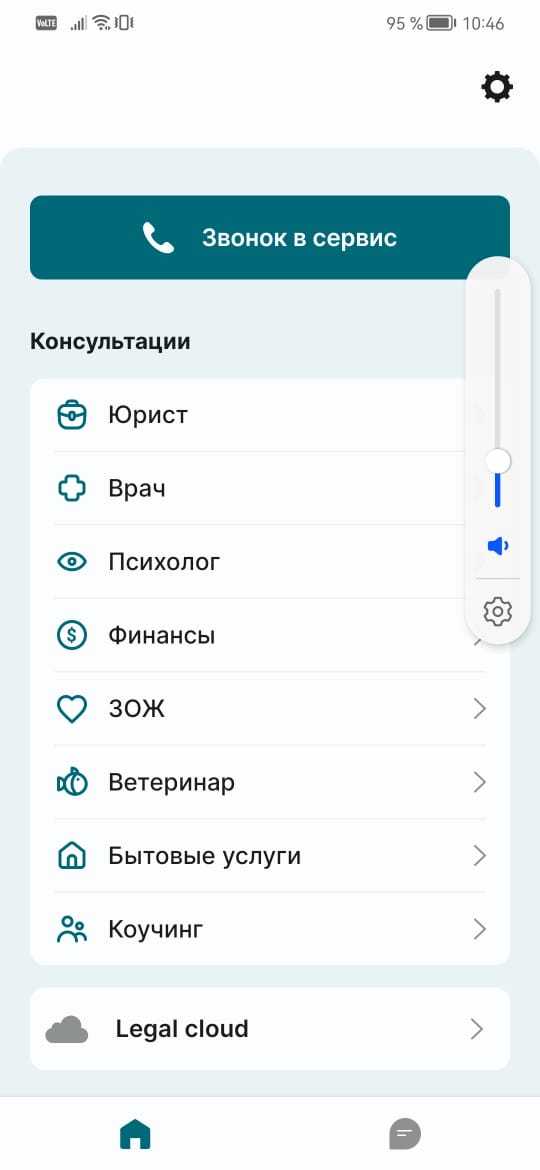 VoLTE 95 % 10:46
Звонок в сервис
Консультации
Юрист
Врач
Психолог
$ Финансы
ЗОЖ
Ветеринар
Бытовые услуги
Коучинг
Legal cloud